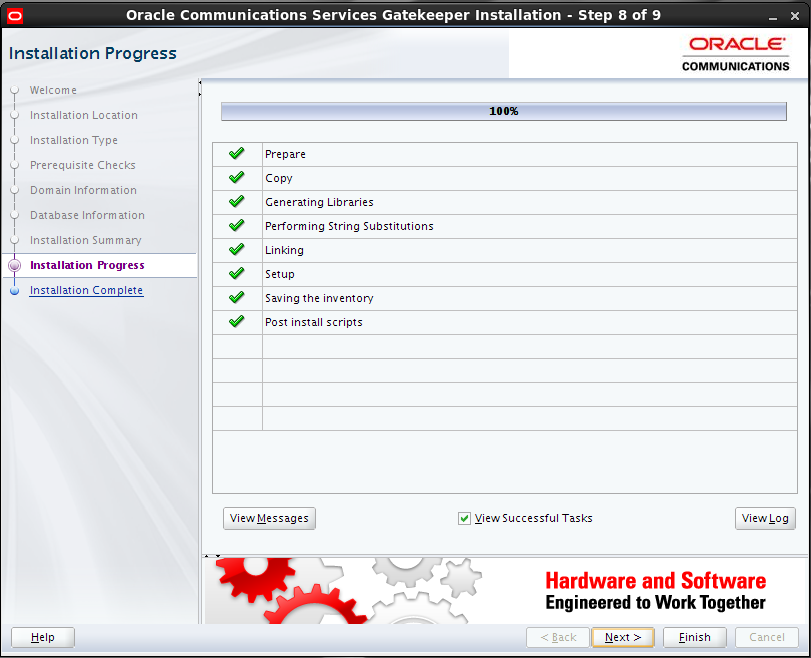 Oracle Communications Services Gatekeeper Installation - Step 8 of 9
Installation Progress
ORACLE
COMMUNICATIONS
Welcome
Installation Location
Installation Type
Prerequisite Checks
Domain Information
Database Information
Installation Summary
Installation Progress
Installation Complete
100%
Prepare
Copy
Generating Libraries
Performing String Substitutions
Linking
Setup
Saving the inventory
Post install scripts
View Messages
View Successful Tasks
View Log
Hardware and Software
Engineered to Work Together
Help
< Back
Next >
Finish
Cancel